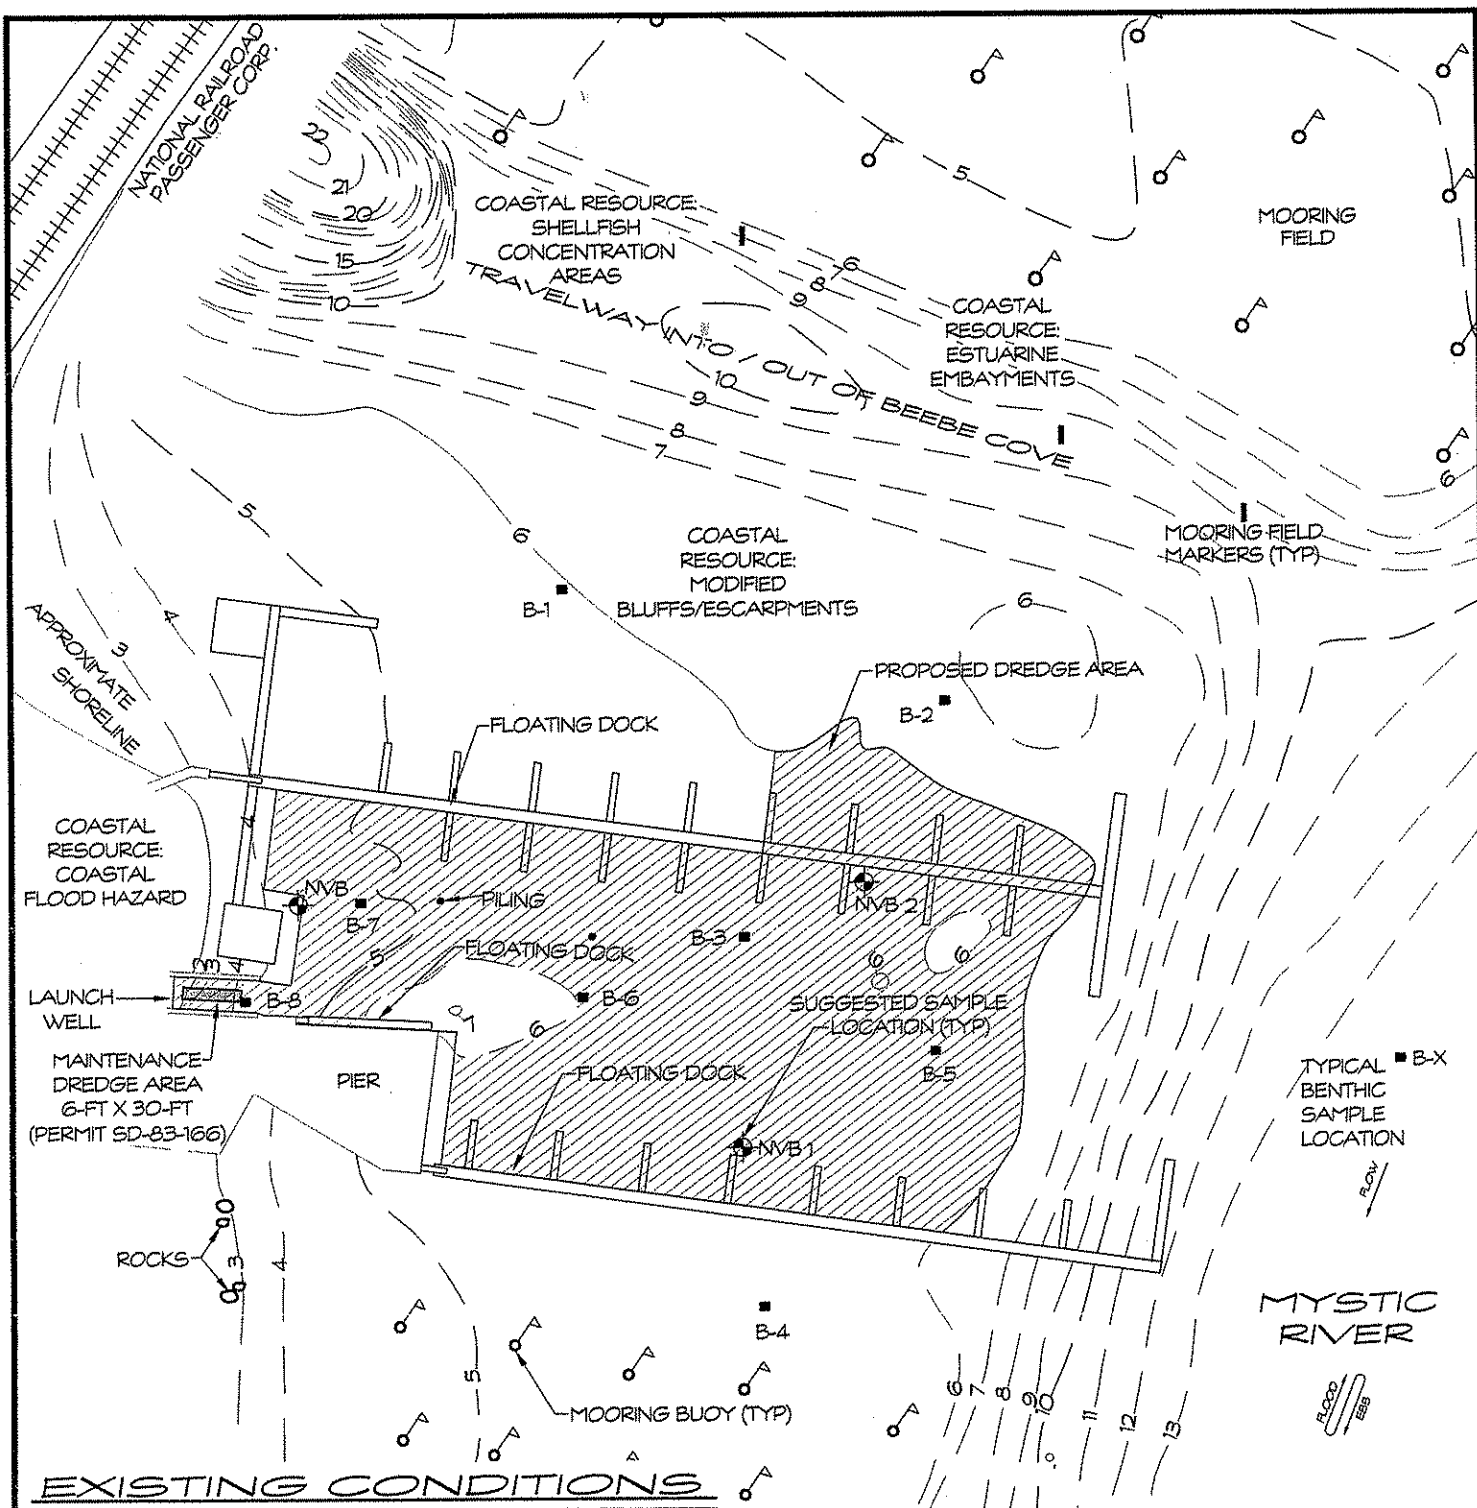 NATIONAL RAILROAD
PASSENGER CORP.
22
21
20
15
10
COASTAL RESOURCE:
SHELLFISH
CONCENTRATION
AREAS
5
MOORING
FIELD
6
7
8
9
TRAVELWAY INTO / OUT OF BEEBE COVE
COASTAL
RESOURCE:
ESTUARINE
EMBAYMENTS
10
9
8
7
6
5
6
COASTAL
RESOURCE:
MODIFIED
BLUFFS/ESCARPMENTS
MOORING FIELD
MARKERS (TYP)
B-1
6
4
3
APPROXIMATE
SHORELINE
PROPOSED DREDGE AREA
B-2
FLOATING DOCK
4
COASTAL
RESOURCE:
COASTAL
FLOOD HAZARD
NVB
B-7
PILING
NVB 2
B-3
FLOATING DOCK
5
6
6
3
4
LAUNCH
WELL
B-8
B-6
7
6
SUGGESTED SAMPLE
LOCATION (TYP)
B-5
MAINTENANCE
DREDGE AREA
6-FT X 30-FT
(PERMIT SD-83-166)
PIER
FLOATING DOCK
B-X
TYPICAL
BENTHIC
SAMPLE
LOCATION
NVB 1
FLOW
ROCKS
3
4
5
B-4
MYSTIC
RIVER
MOORING BUOY (TYP)
6
7
8
9
10
11
12
13
FLOOD
EBB
EXISTING CONDITIONS